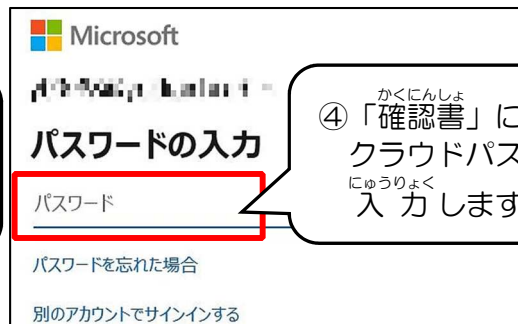 Microsoft
パスワードの入力
パスワード
パスワードを忘れた場合
別のアカウントでサインインする
かくにんしょ
④「確認書」に
クラウドパス
にゅうりょく
入力します